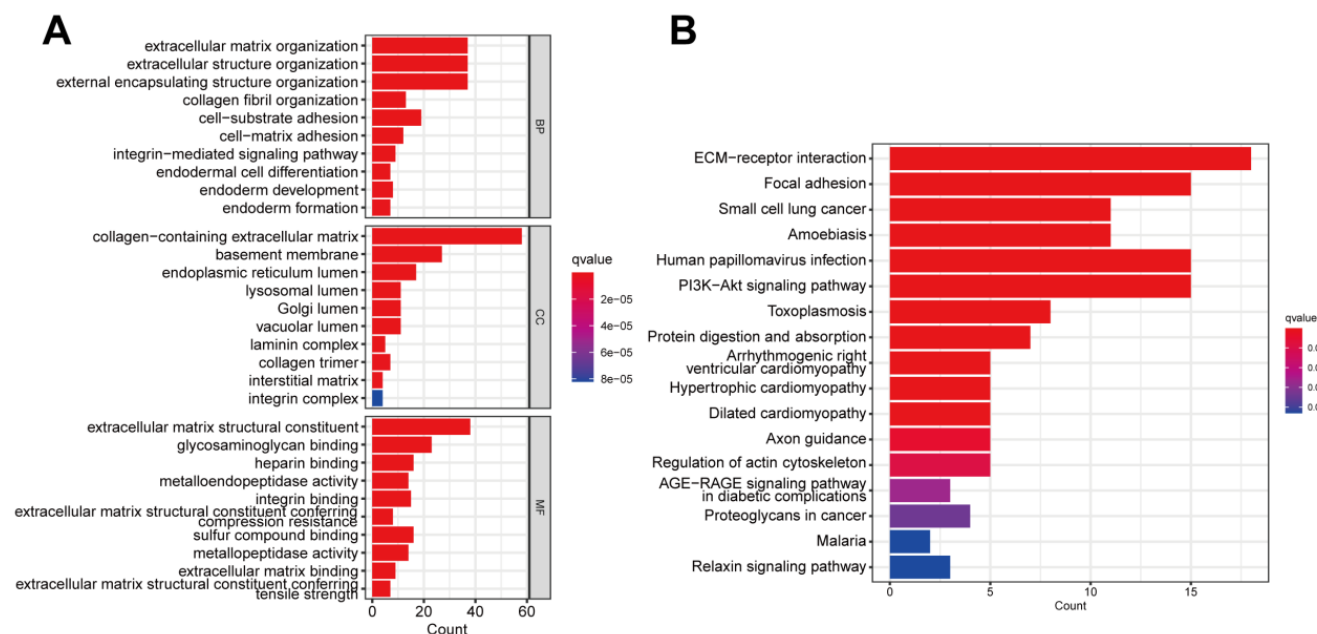 A
extracellular matrix organization
extracellular structure organization
external encapsulating structure organization
collagen fibril organization
cell−substrate adhesion
cell−matrix adhesion
integrin−mediated signaling pathway
endodermal cell differentiation
endoderm development
endoderm formation
BP
collagen−containing extracellular matrix
basement membrane
endoplasmic reticulum lumen
lysosomal lumen
Golgi lumen
vacuolar lumen
laminin complex
collagen trimer
interstitial matrix
integrin complex
CC
extracellular matrix structural constituent
glycosaminoglycan binding
heparin binding
metalloendopeptidase activity
integrin binding
extracellular matrix structural constituent conferring
compression resistance
sulfur compound binding
metallopeptidase activity
extracellular matrix binding
extracellular matrix structural constituent conferring
tensile strength
MF
0 20 40 60
Count
qvalue
2e−05
4e−05
6e−05
8e−05
B
ECM−receptor interaction
Focal adhesion
Small cell lung cancer
Amoebiasis
Human papillomavirus infection
PI3K−Akt signaling pathway
Toxoplasmosis
Protein digestion and absorption
Arrhythmogenic right
ventricular cardiomyopathy
Hypertrophic cardiomyopathy
Dilated cardiomyopathy
Axon guidance
Regulation of actin cytoskeleton
AGE−RAGE signaling pathway
in diabetic complications
Proteoglycans in cancer
Malaria
Relaxin signaling pathway
0 5 10 15
Count
qvalue
0.
0.
0.
0.